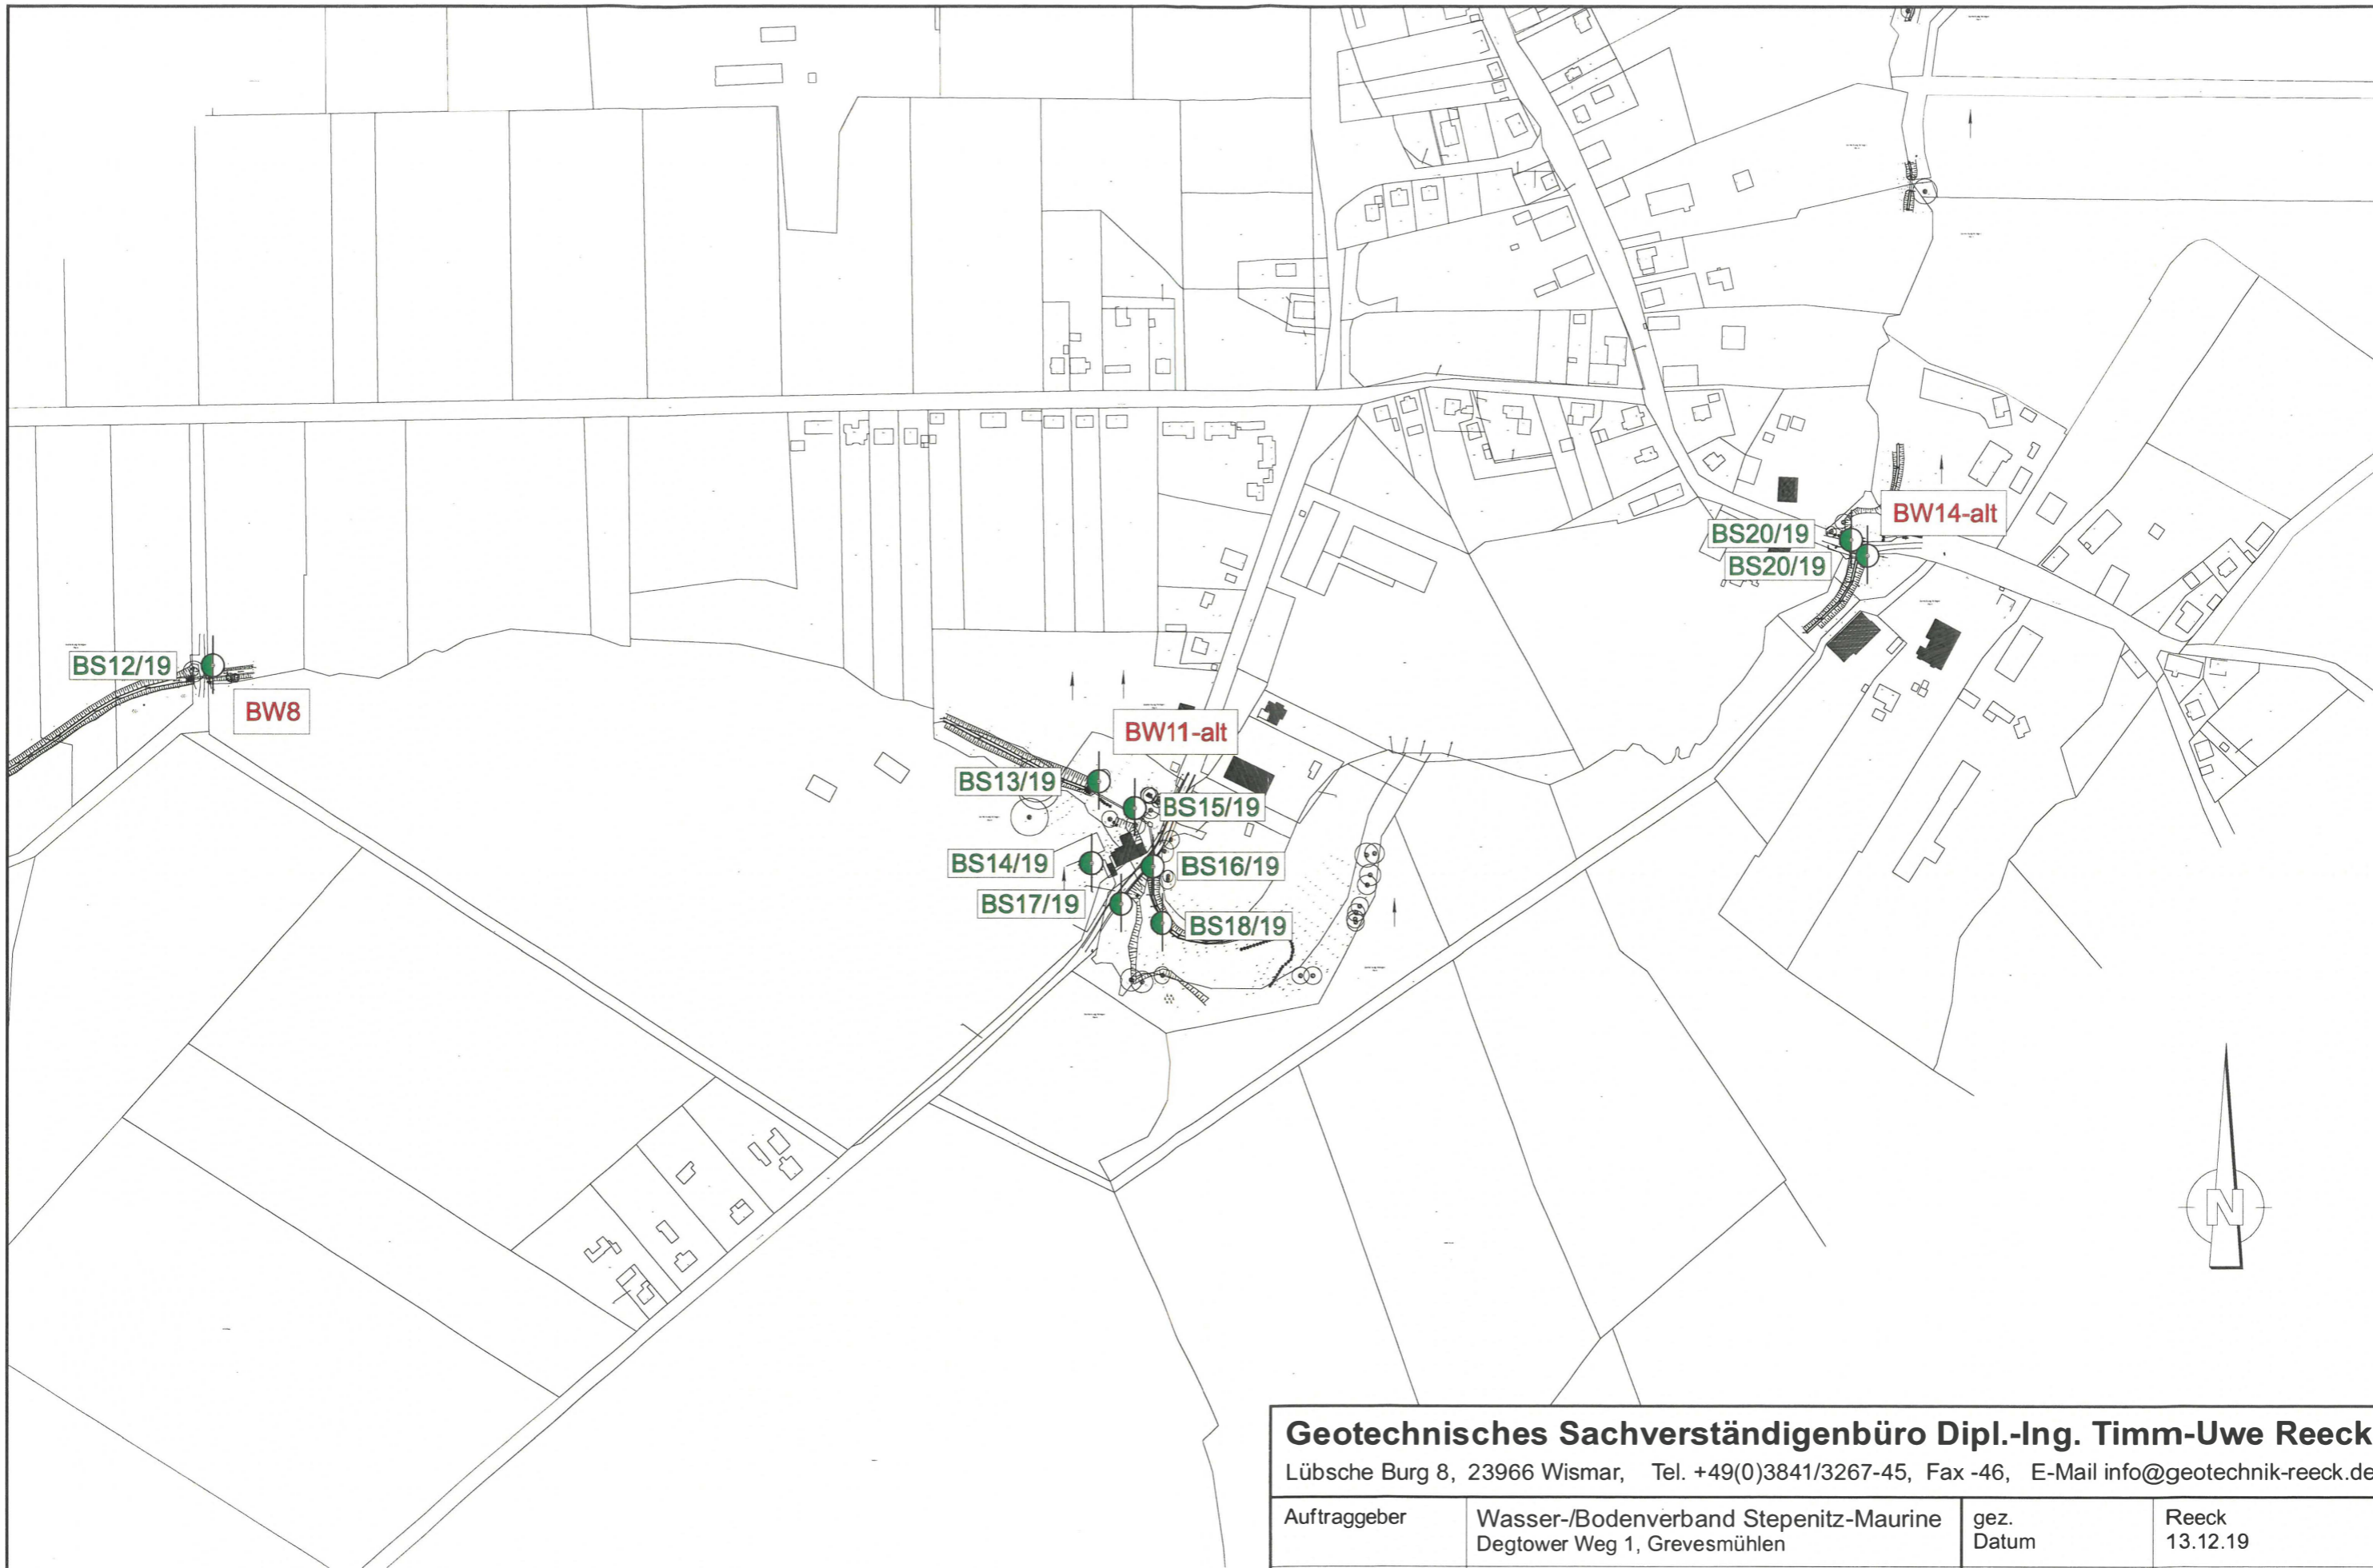 BS20/19
BW14-alt
BS20/19
BS12/19
BW8
BW11-alt
BS13/19
BS15/19
BS14/19
BS16/19
BS17/19
BS18/19
N
Geotechnisches Sachverständigenbüro Dipl.-Ing. Timm-Uwe Reeck
Lübsche Burg 8, 23966 Wismar, Tel. +49(0)3841/3267-45, Fax -46, E-Mail info@geotechnik-reeck.de
Auftraggeber
Wasser-/Bodenverband Stepenitz-Maurine
Degtower Weg 1, Grevesmühlen
gez.
Datum
Reeck
13.12.19